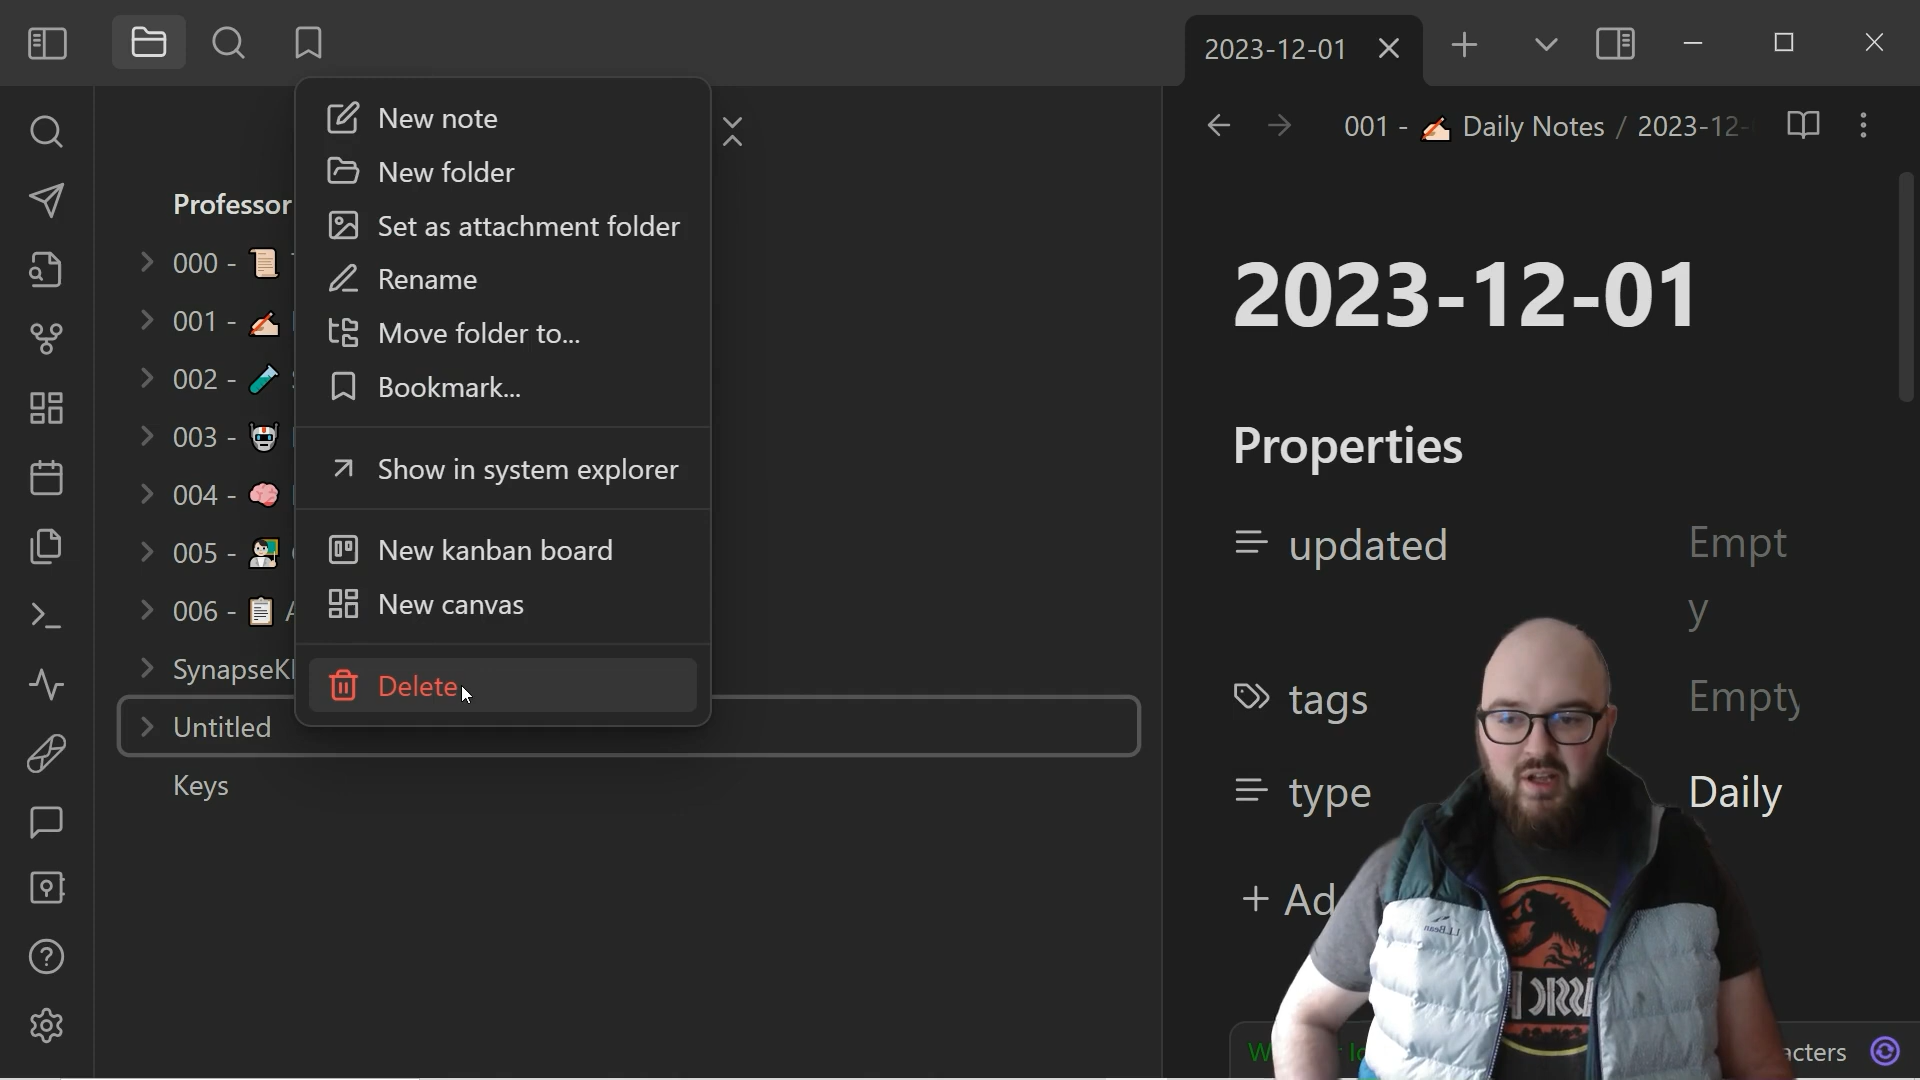 2023-12-01
New note
001 - Daily Notes / 2023-12-
New folder
Professor
Set as attachment folder
000 -
Rename
2023-12-01
001 -
Move folder to...
002 -
Bookmark...
003 -
Properties
Show in system explorer
004 -
New kanban board
updated
Empt
y
005 -
New canvas
006 -
SynapseK
Delete
tags
Empty
Untitled
Keys
type
Daily
+ Ad
L.L.Bean
acters